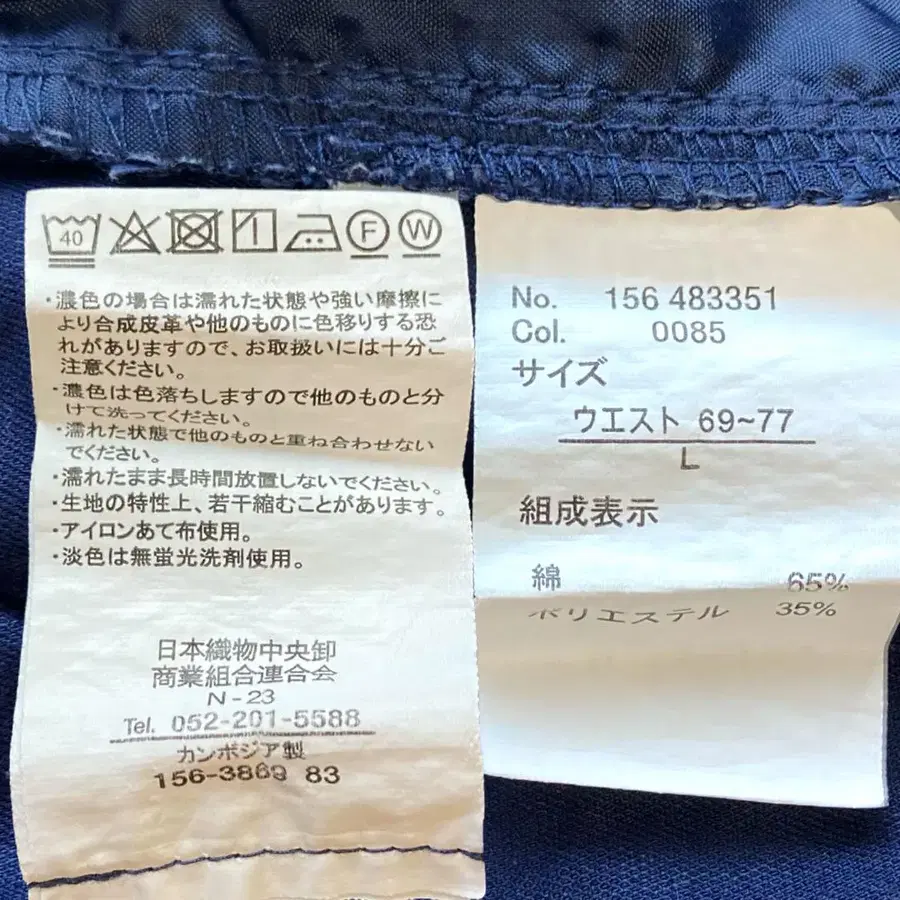 40
F
W
・濃色の場合は濡れた状態や強い摩擦に
より合成皮革や他のものに色移りする恐
れがありますので、お取扱いには十分ご
注意ください。
・濃色は色落ちしますので他のものと分
けて洗ってください。
・濡れた状態で他のものと重ね合わせない
でください。
・濡れたまま長時間放置しないでください。
・生地の特性上、若干縮むことがあります。
・アイロンあて布使用。
・淡色は無蛍光洗剤使用。
日本織物中央卸
商業組合連合会
N-23
Tel. 052-201-5588
カンボジア製
156-3869 83
No. 156 483351
Col. 0085
サイズ
ウエスト 69~77
L
組成表示
綿 65%
ポリエステル 35%